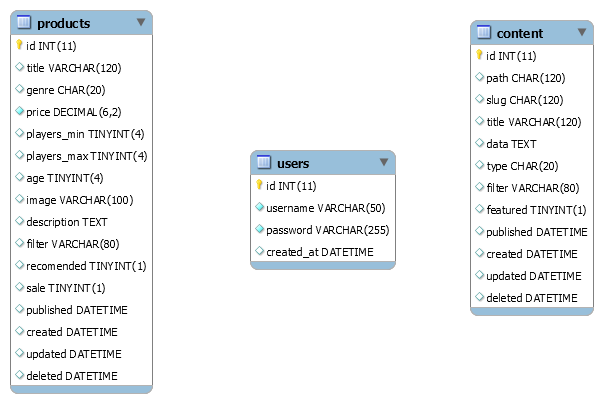 products
id INT(11)
title VARCHAR(120)
genre CHAR(20)
price DECIMAL(6,2)
players_min TINYINT(4)
players_max TINYINT(4)
age TINYINT(4)
image VARCHAR(100)
description TEXT
filter VARCHAR(80)
recomended TINYINT(1)
sale TINYINT(1)
published DATETIME
created DATETIME
updated DATETIME
deleted DATETIME
users
id INT(11)
username VARCHAR(50)
password VARCHAR(255)
created_at DATETIME
content
id INT(11)
path CHAR(120)
slug CHAR(120)
title VARCHAR(120)
data TEXT
type CHAR(20)
filter VARCHAR(80)
featured TINYINT(1)
published DATETIME
created DATETIME
updated DATETIME
deleted DATETIME